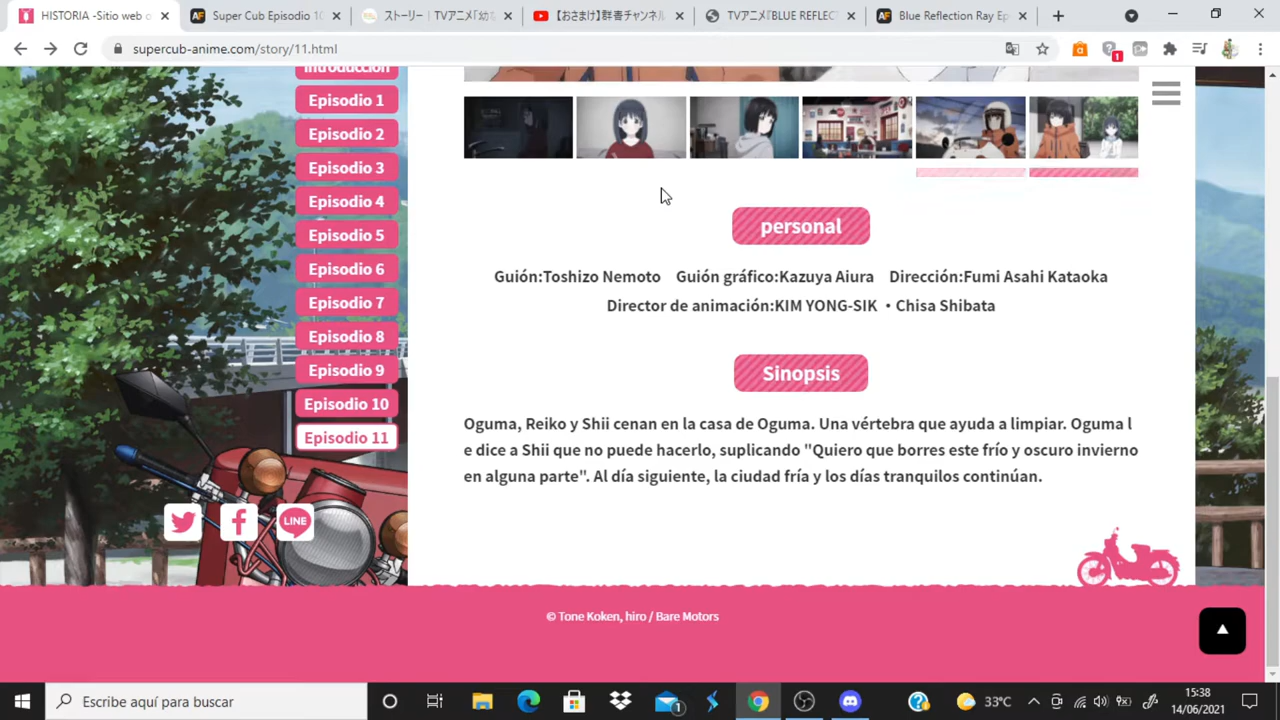 HISTORIA -Sitio web o
Super Cub Episodio 10
ストーリー | TVアニメ「幼な
【おさまけ】群書チャンネル
TVアニメ『BLUE REFLECT
Blue Reflection Ray Ep
supercub-anime.com/story/11.html
1
Introducción
Episodio 1
Episodio 2
Episodio 3
Episodio 4
Episodio 5
Episodio 6
Episodio 7
Episodio 8
Episodio 9
Episodio 10
Episodio 11
LINE
personal
Guión:Toshizo Nemoto Guión gráfico:Kazuya Aiura Dirección:Fumi Asahi Kataoka
Director de animación:KIM YONG-SIK ・Chisa Shibata
Sinopsis
Oguma, Reiko y Shii cenan en la casa de Oguma. Una vértebra que ayuda a limpiar. Oguma l
e dice a Shii que no puede hacerlo, suplicando "Quiero que borres este frío y oscuro invierno
en alguna parte". Al día siguiente, la ciudad fría y los días tranquilos continúan.
© Tone Koken, hiro / Bare Motors
Escribe aquí para buscar
1
33°C
15:38
14/06/2021